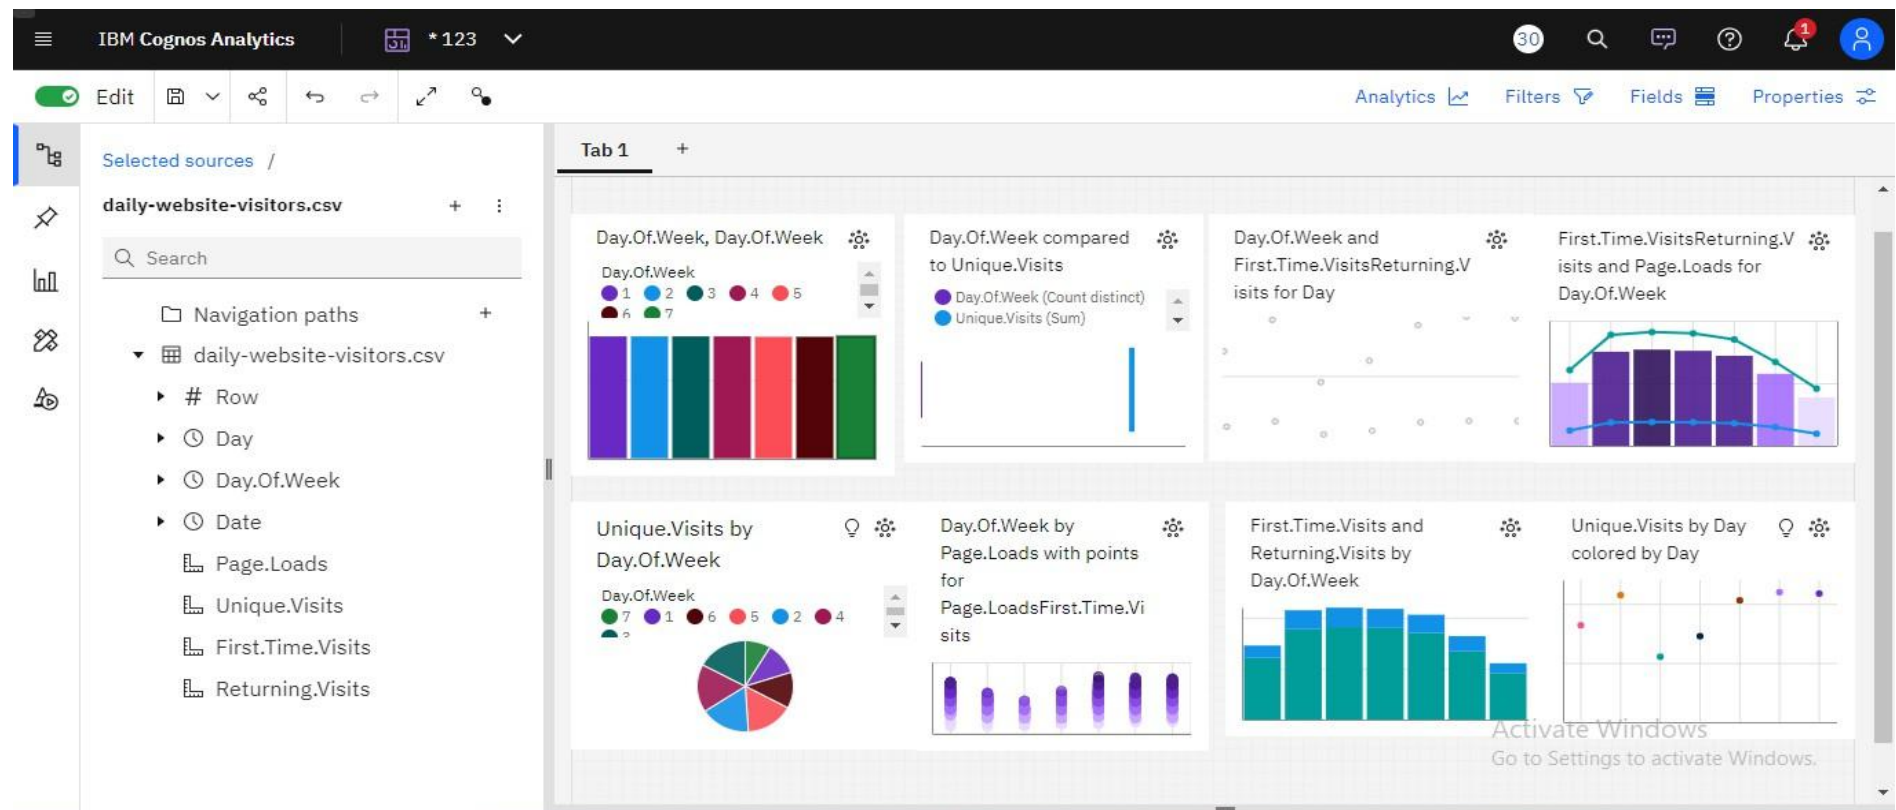 IBM Cognos Analytics
* 123
30
1
Edit
Analytics
Filters
Fields
Properties
Selected sources /
daily-website-visitors.csv
Search
Navigation paths
daily-website-visitors.csv
# Row
Day
Day.Of.Week
Date
Page.Loads
Unique.Visits
First.Time.Visits
Returning.Visits
Tab 1
Day.Of.Week, Day.Of.Week
Day.Of.Week
1 2 3 4 5
6 7
Day.Of.Week compared
to Unique.Visits
Day.Of.Week (Count distinct)
Unique.Visits (Sum)
Day.Of.Week and
First.Time.VisitsReturning.V
isits for Day
First.Time.VisitsReturning.V
isits and Page.Loads for
Day.Of.Week
Unique.Visits by
Day.Of.Week
Day.Of.Week
7 1 6 5 2 4
3
Day.Of.Week by
Page.Loads with points
for
Page.LoadsFirst.Time.Vi
sits
First.Time.Visits and
Returning.Visits by
Day.Of.Week
Unique.Visits by Day
colored by Day
Activate Windows
Go to Settings to activate Windows.